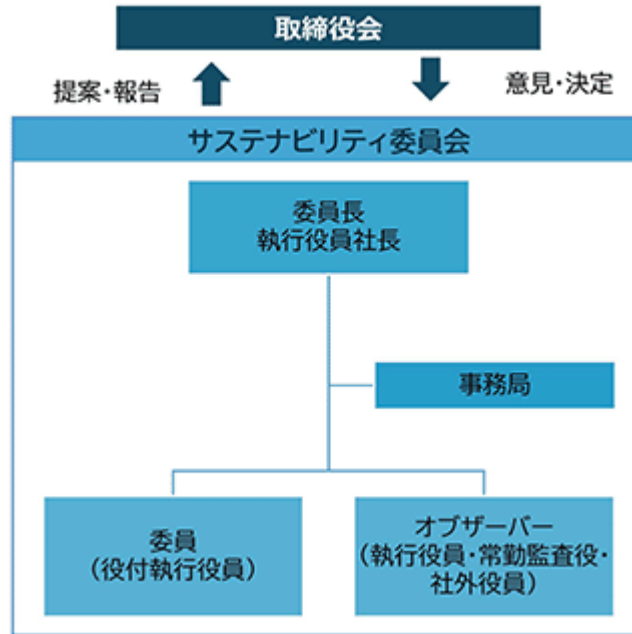 取締役会
提案・報告
意見・決定
サステナビリティ委員会
委員長
執行役員社長
事務局
委員
(役付執行役員)
オブザーバー
(執行役員・常勤監査役・
社外役員)